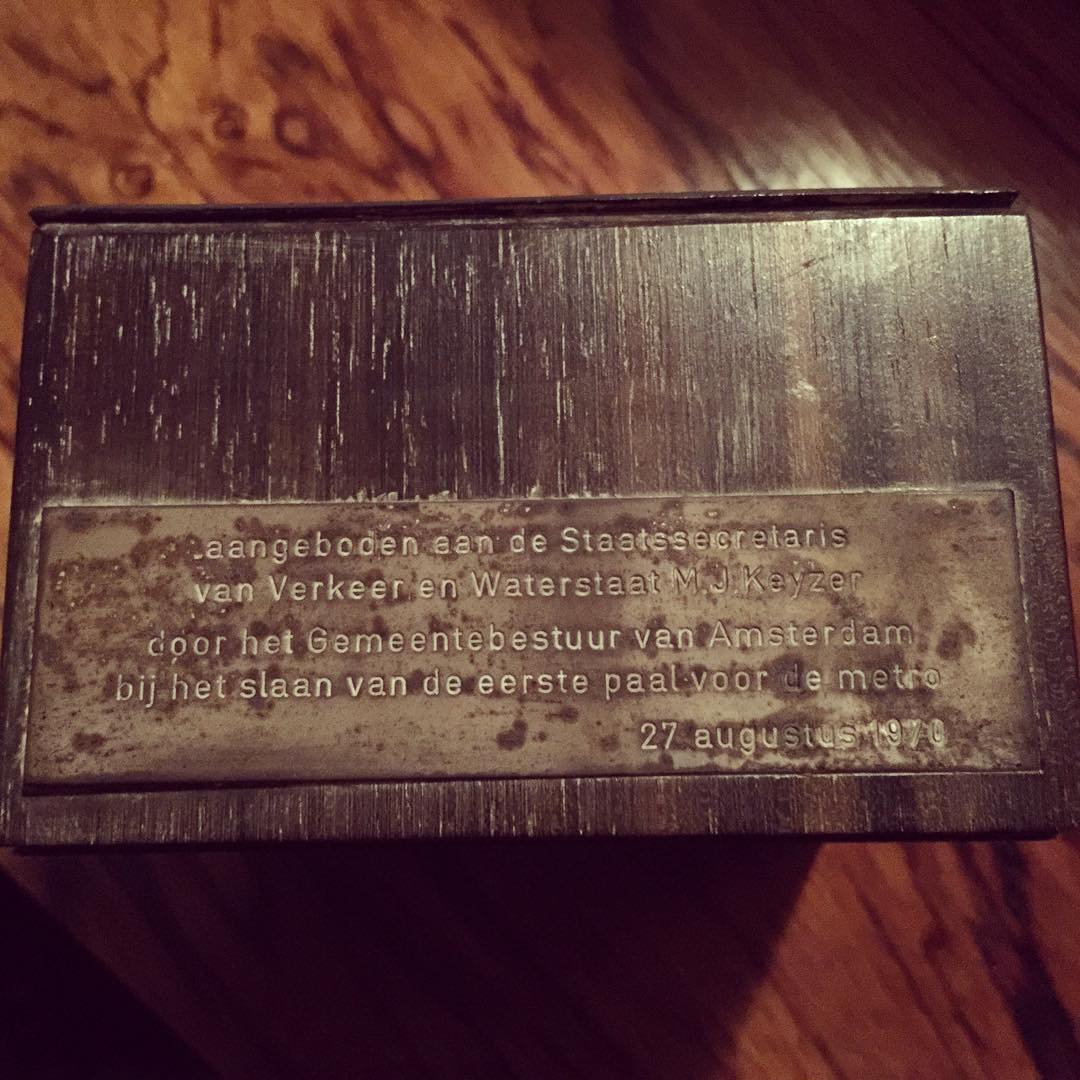 aangeboden aan de Staatssecretaris
van Verkeer en Waterstaat M.J. Keyzer
door het Gemeentebestuur van Amsterdam
bij het slaan van de eerste paal voor de metro
27 augustus 1970